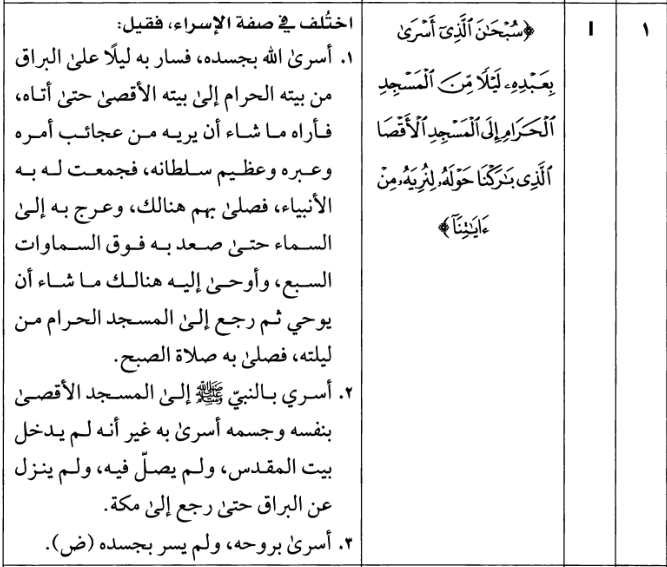 ١
١
﴿سُبْحَٰنَ ٱلَّذِىٓ أَسْرَىٰ
بِعَبْدِهِۦ لَيْلًا مِّنَ ٱلْمَسْجِدِ
ٱلْحَرَامِ إِلَى ٱلْمَسْجِدِ ٱلْأَقْصَا
ٱلَّذِى بَٰرَكْنَا حَوْلَهُۥ لِنُرِيَهُۥ مِنْ
ءَايَٰتِنَآ﴾
اختُلف في صفة الإسراء، فقيل:
١. أسرىٰ الله بجسده، فسار به ليلًا علىٰ البراق
من بيته الحرام إلىٰ بيته الأقصىٰ حتىٰ أتاه،
فأراه ما شاء أن يريه من عجائب أمره
وعبره وعظيم سلطانه، فجمعت له به
الأنبياء، فصلىٰ بهم هنالك، وعرج به إلىٰ
السماء حتىٰ صعد به فوق السماوات
السبع، وأوحىٰ إليه هنالك ما شاء أن
يوحي ثم رجع إلىٰ المسجد الحرام من
ليلته، فصلىٰ به صلاة الصبح.
٢. أسري بالنبيّ ﷺ إلىٰ المسجد الأقصىٰ
بنفسه وجسمه أسرىٰ به غير أنه لم يدخل
بيت المقدس، ولم يصلّ فيه، ولم ينزل
عن البراق حتىٰ رجع إلىٰ مكة.
٣. أسرىٰ بروحه، ولم يسر بجسده (ض).